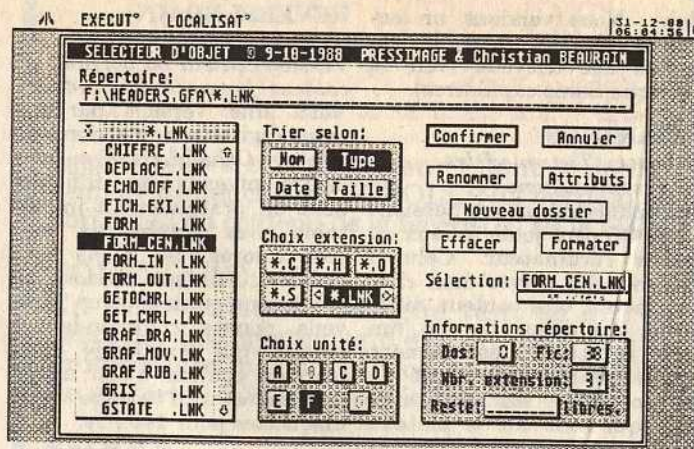 EXECUT° LOCALISAT°
31-12-88
06:04:56
SELECTEUR D'OBJET © 9-18-1988 PRESSIMAGE & Christian BEAURAIN
Répertoire:
F:\HEADERS.GFA\*.LNK
*.LNK
CHIFFRE .LNK
DEPLACE_.LNK
ECHO_OFF.LNK
FICH_EXI.LNK
FORM .LNK
FORM_CEN.LNK
FORM_IN .LNK
FORM_OUT.LNK
GETOCHRL.LNK
GET_CHRL.LNK
GRAF_DRA.LNK
GRAF_MOV.LNK
GRAF_RUB.LNK
GRIS .LNK
GSTATE .LNK
Trier selon:
Nom Type
Date Taille
Choix extension:
*.C *.H *.O
*.S *.LNK
Choix unité:
A B C D
E F G
Confirmer Annuler
Renommer Attributs
Nouveau dossier
Effacer Formater
Sélection: FORM_CEN.LNK
Informations répertoire:
Dos: 0 Fic: 38
Nbr. extension:
Reste: libres.